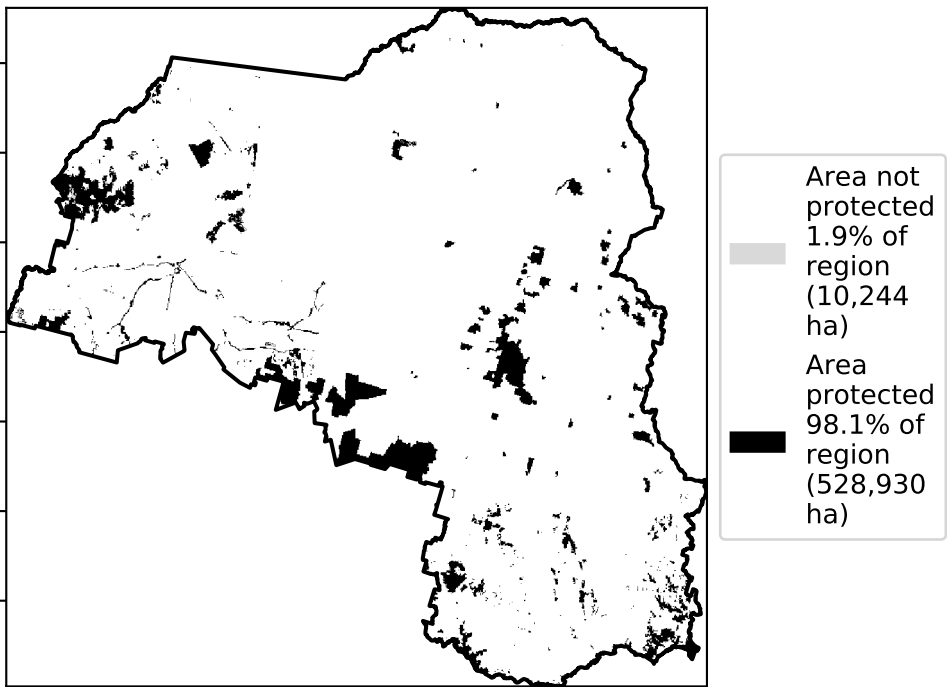 Area not
protected
1.9% of
region
(10,244
ha)
Area
protected
98.1% of
region
(528,930
ha)